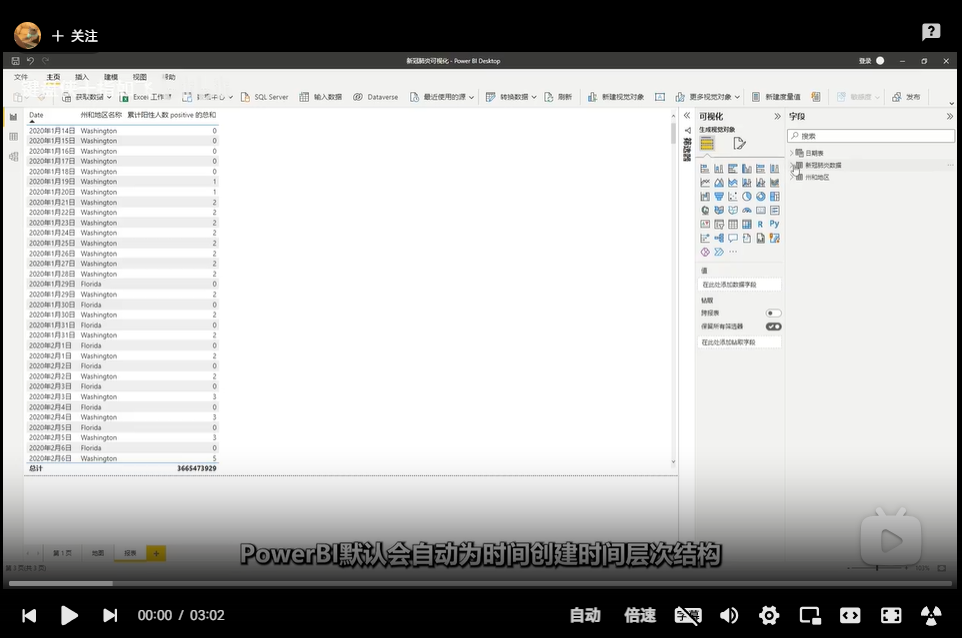 + 关注
新冠肺炎可视化 - Power BI Desktop
登录
文件 主页 插入 建模 视图 帮助
获取数据 Excel 工作簿 SQL Server 输入数据 Dataverse 最近使用的源 转换数据 刷新 新建视觉对象 更多视觉对象 新建度量值 敏感度 发布
Date 州和地区名称 累计阳性人数 positive 的总和
2020年1月14日 Washington 0
2020年1月15日 Washington 0
2020年1月16日 Washington 0
2020年1月17日 Washington 0
2020年1月18日 Washington 0
2020年1月19日 Washington 1
2020年1月20日 Washington 1
2020年1月21日 Washington 2
2020年1月22日 Washington 2
2020年1月23日 Washington 2
2020年1月24日 Washington 2
2020年1月25日 Washington 2
2020年1月26日 Washington 2
2020年1月27日 Washington 2
2020年1月28日 Washington 2
2020年1月29日 Florida 0
2020年1月29日 Washington 2
2020年1月30日 Florida 0
2020年1月30日 Washington 2
2020年1月31日 Florida 0
2020年1月31日 Washington 2
2020年2月1日 Florida 0
2020年2月1日 Washington 2
2020年2月2日 Florida 0
2020年2月2日 Washington 2
2020年2月3日 Florida 0
2020年2月3日 Washington 3
2020年2月4日 Florida 0
2020年2月4日 Washington 3
2020年2月5日 Florida 0
2020年2月5日 Washington 3
2020年2月6日 Florida 0
2020年2月6日 Washington 5
总计 3665473929
筛选器
可视化
生成视觉对象
R Py
值
在此处添加数据字段
钻取
跨报表
保留所有筛选器
在此处添加钻取字段
字段
搜索
日期表
新冠肺炎数据
州和地区
第 1 页 地图 报表 +
PowerBI默认会自动为时间创建时间层次结构
00:00 / 03:02 自动 倍速 字幕